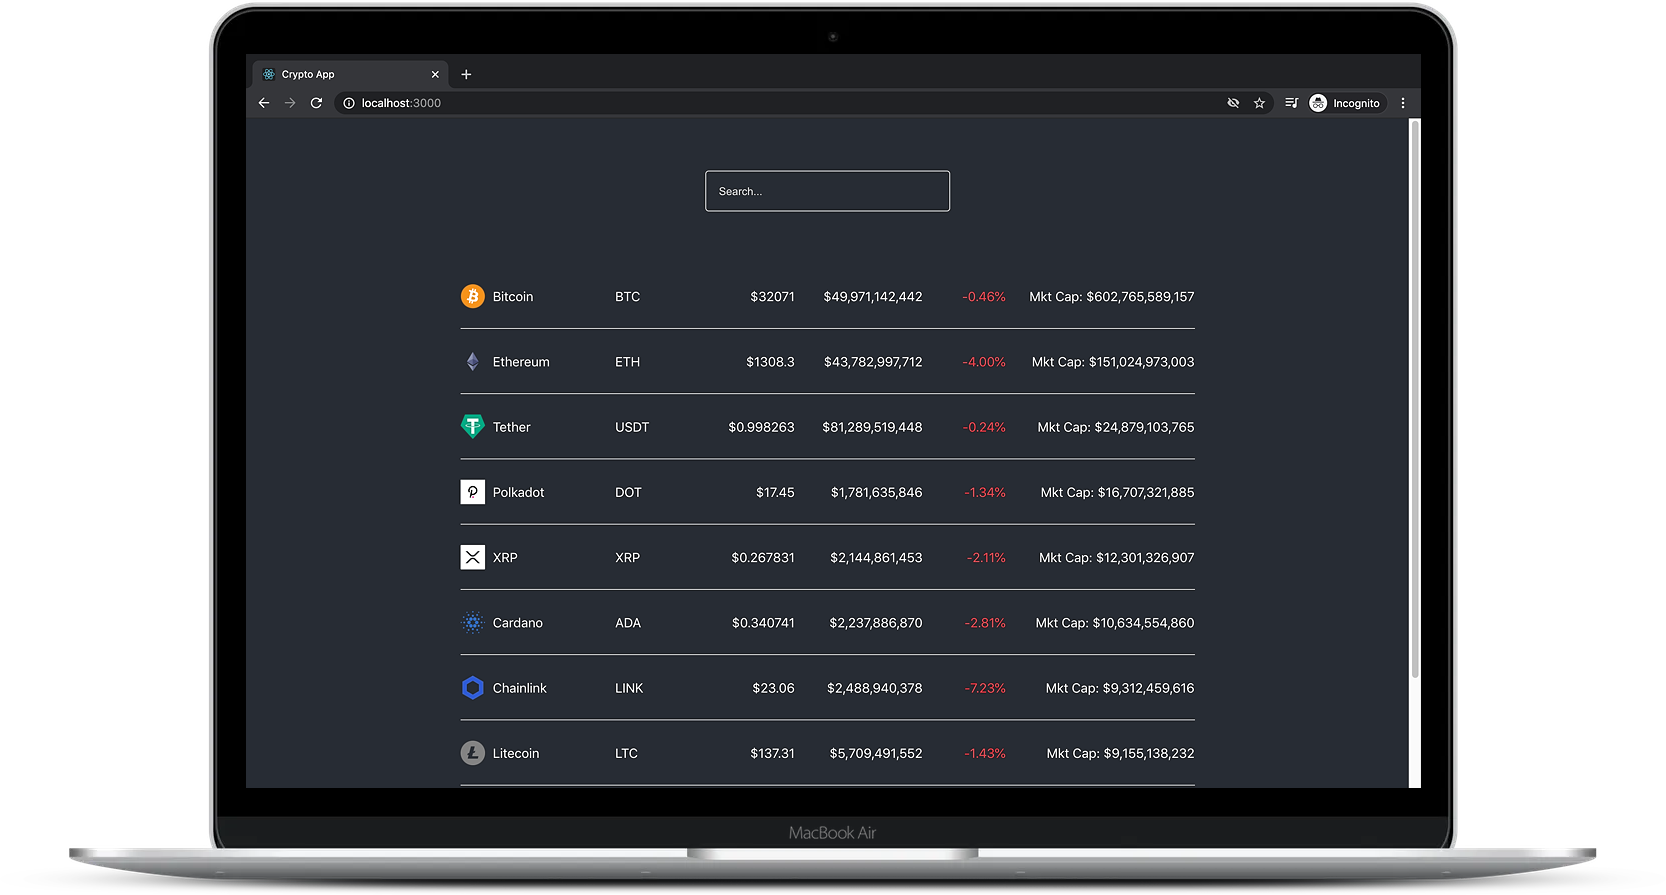 Crypto App
localhost:3000
Incognito
Search...
Bitcoin BTC $32071 $49,971,142,442 -0.46% Mkt Cap: $602,765,589,157
Ethereum ETH $1308.3 $43,782,997,712 -4.00% Mkt Cap: $151,024,973,003
Tether USDT $0.998263 $81,289,519,448 -0.24% Mkt Cap: $24,879,103,765
Polkadot DOT $17.45 $1,781,635,846 -1.34% Mkt Cap: $16,707,321,885
XRP XRP $0.267831 $2,144,861,453 -2.11% Mkt Cap: $12,301,326,907
Cardano ADA $0.340741 $2,237,886,870 -2.81% Mkt Cap: $10,634,554,860
Chainlink LINK $23.06 $2,488,940,378 -7.23% Mkt Cap: $9,312,459,616
Litecoin LTC $137.31 $5,709,491,552 -1.43% Mkt Cap: $9,155,138,232
MacBook Air